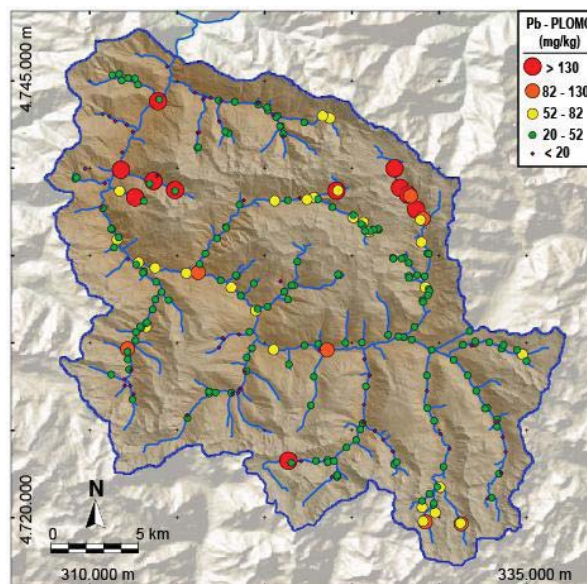 Pb - PLOMO
(mg/kg)
> 130
82 - 130
52 - 82
20 - 52
< 20
4.745.000 m
4.720.000
N
0 5 km
310.000 m
335.000 m